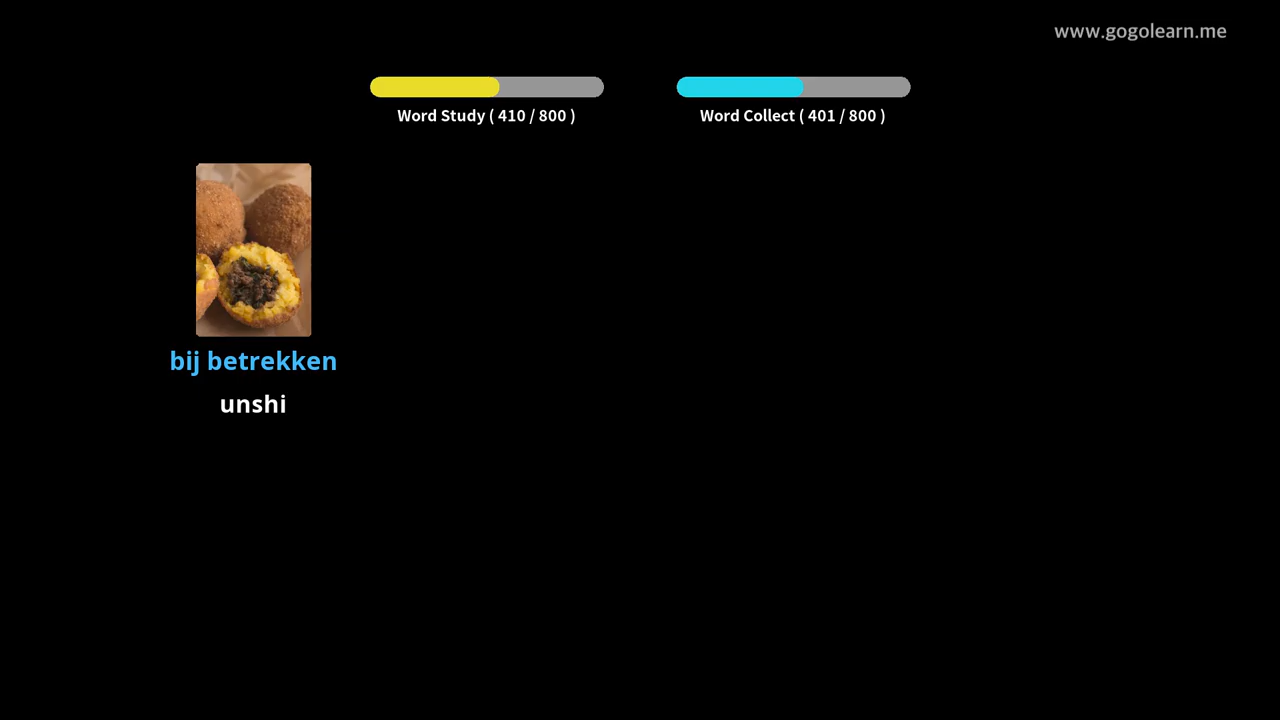 www.gogolearn.me
Word Study ( 410 / 800 )
Word Collect ( 401 / 800 )
bij betrekken
unshi